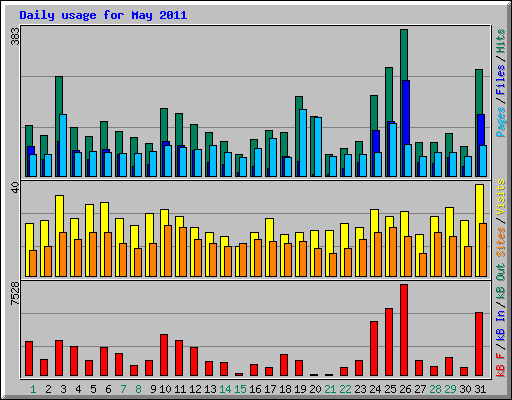 Daily usage for May 2011
383
40
7528
Pages / Files / Hits
Sites / Visits
kB F / kB In / kB Out
1 2 3 4 5 6 7 8 9 10 11 12 13 14 15 16 17 18 19 20 21 22 23 24 25 26 27 28 29 30 31